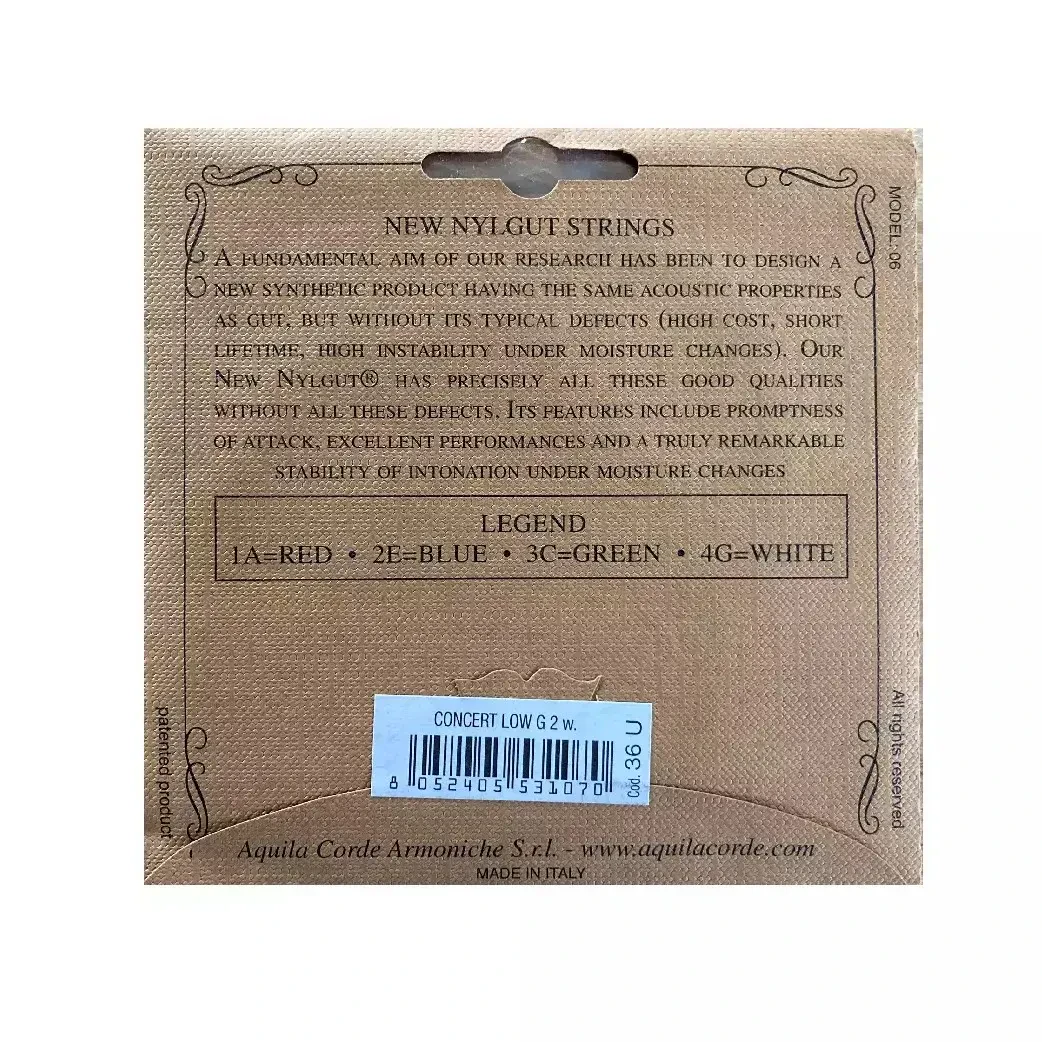 NEW NYLGUT STRINGS
A FUNDAMENTAL AIM OF OUR RESEARCH HAS BEEN TO DESIGN A
NEW SYNTHETIC PRODUCT HAVING THE SAME ACOUSTIC PROPERTIES
AS GUT, BUT WITHOUT ITS TYPICAL DEFECTS (HIGH COST, SHORT
LIFETIME, HIGH INSTABILITY UNDER MOISTURE CHANGES). OUR
NEW NYLGUT® HAS PRECISELY ALL THESE GOOD QUALITIES
WITHOUT ALL THESE DEFECTS. ITS FEATURES INCLUDE PROMPTNESS
OF ATTACK, EXCELLENT PERFORMANCES AND A TRULY REMARKABLE
STABILITY OF INTONATION UNDER MOISTURE CHANGES
LEGEND
1A=RED • 2E=BLUE • 3C=GREEN • 4G=WHITE
MODEL: 06
CONCERT LOW G 2 w.
8 052405 531070
Cod. 36 U
patented product
All rights reserved
Aquila Corde Armoniche S.r.l. - www.aquilacorde.com
MADE IN ITALY